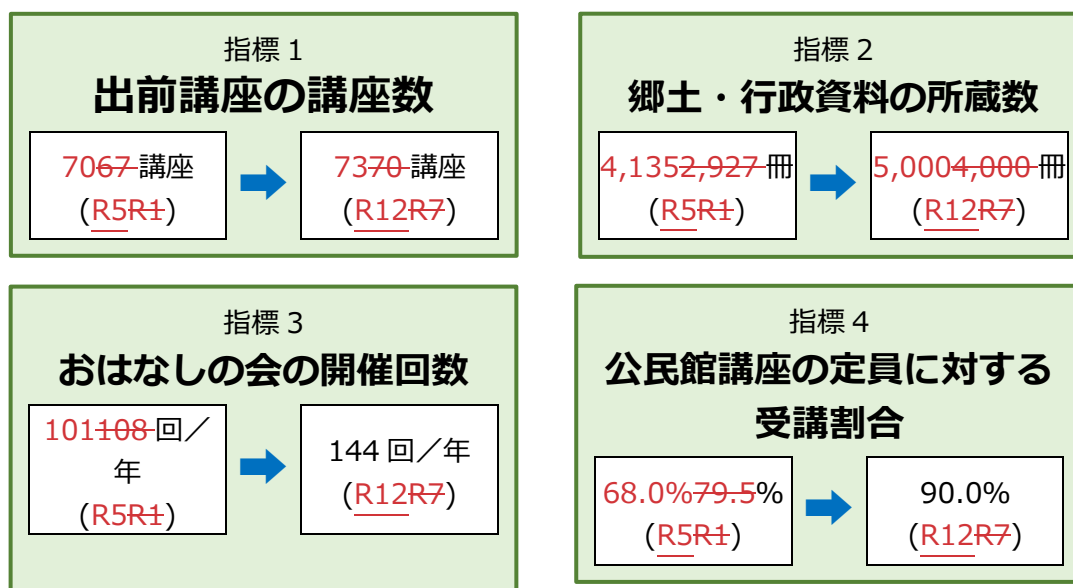 指標１
出前講座の講座数
7067 講座
(R5R1)
7370 講座
(R12R7)
指標２
郷土・行政資料の所蔵数
4,1352,927 冊
(R5R1)
5,0004,000 冊
(R12R7)
指標３
おはなしの会の開催回数
101108 回／
年
(R5R1)
144 回／年
(R12R7)
指標４
公民館講座の定員に対する
受講割合
68.0%79.5%
(R5R1)
90.0%
(R12R7)